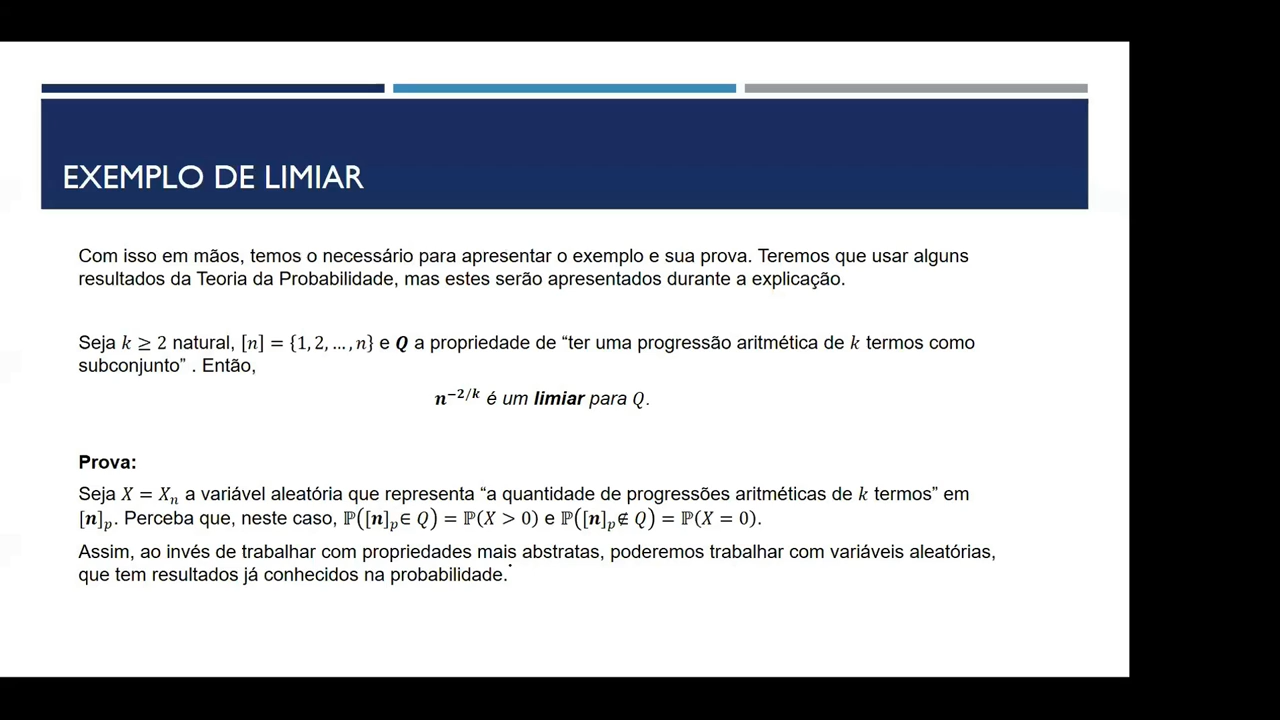 EXEMPLO DE LIMIAR
Com isso em mãos, temos o necessário para apresentar o exemplo e sua prova. Teremos que usar alguns
resultados da Teoria da Probabilidade, mas estes serão apresentados durante a explicação.
Seja k ≥ 2 natural, [n] = {1, 2, ..., n} e Q a propriedade de “ter uma progressão aritmética de k termos como
subconjunto” . Então,
n^{−2/k} é um limiar para Q.
Prova:
Seja X = X_n a variável aleatória que representa “a quantidade de progressões aritméticas de k termos” em
[n]_p. Perceba que, neste caso, ℙ([n]_p ∈ Q) = ℙ(X > 0) e ℙ([n]_p ∉ Q) = ℙ(X = 0).
Assim, ao invés de trabalhar com propriedades mais abstratas, poderemos trabalhar com variáveis aleatórias,
que tem resultados já conhecidos na probabilidade.